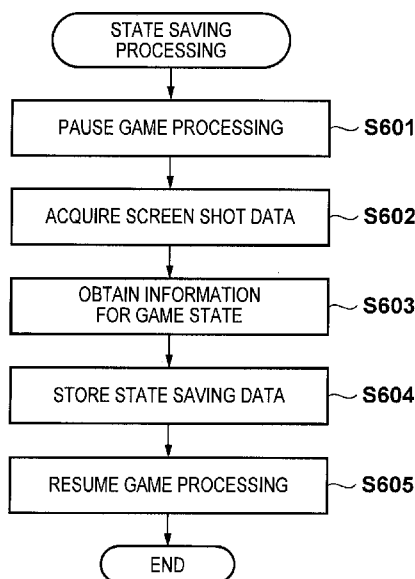 STATE SAVING
PROCESSING
PAUSE GAME PROCESSING
S601
ACQUIRE SCREEN SHOT DATA
S602
OBTAIN INFORMATION
FOR GAME STATE
S603
STORE STATE SAVING DATA
S604
RESUME GAME PROCESSING
S605
END